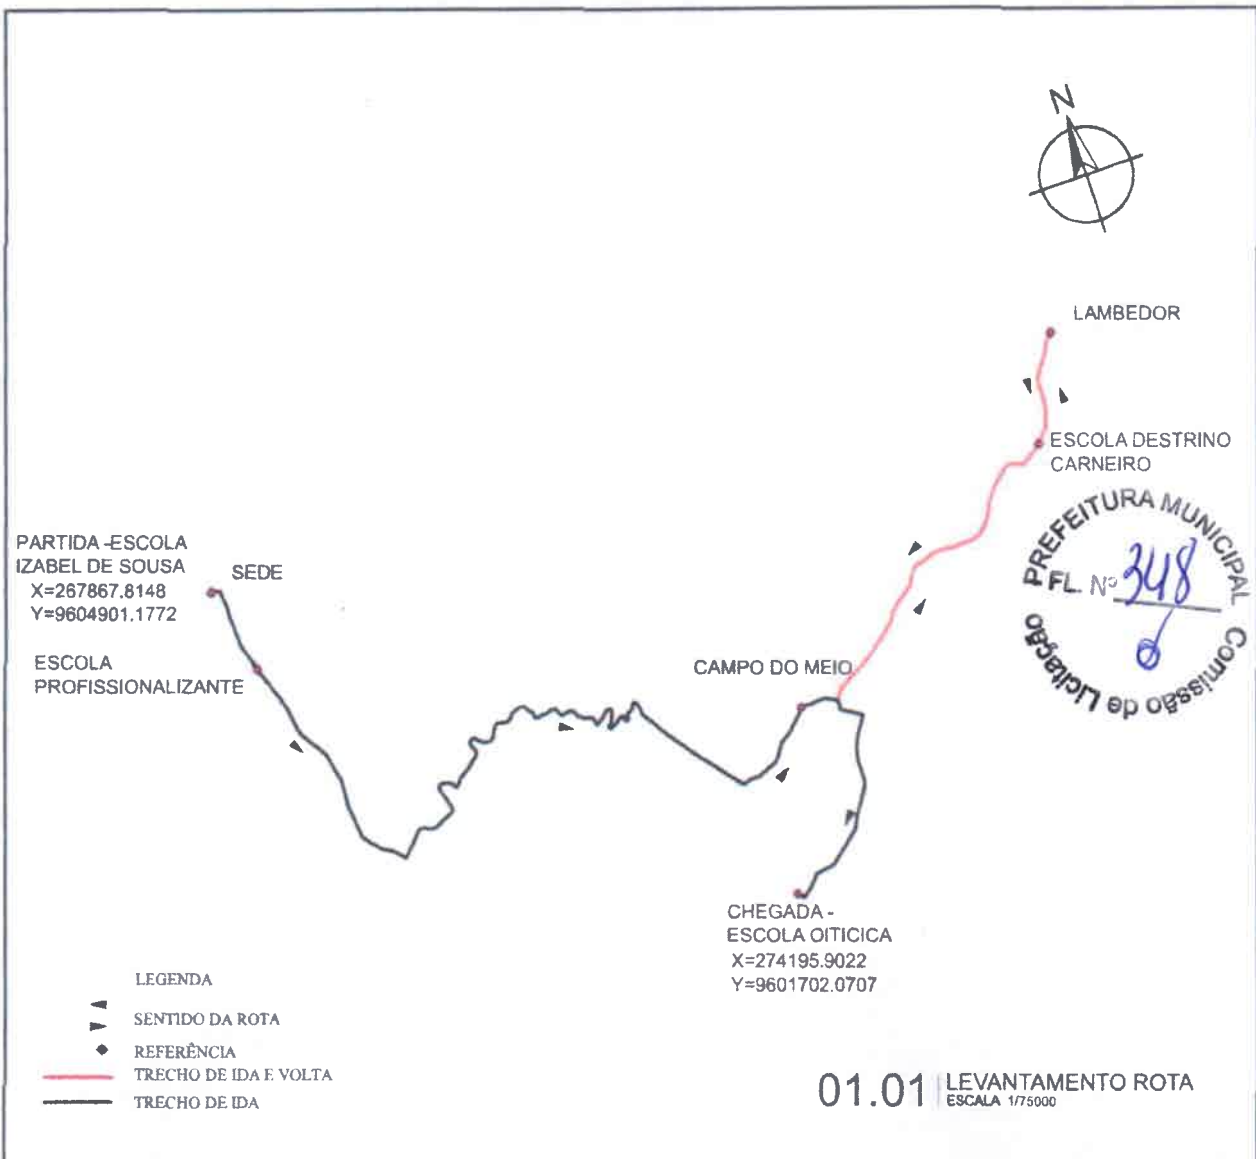 N
LAMBEDOR
ESCOLA DESTRINO
CARNEIRO
PREFEITURA MUNICIPAL
FL. Nº 348
Comissão de Licitação
PARTIDA -ESCOLA
IZABEL DE SOUSA
X=267867.8148
Y=9604901.1772
SEDE
ESCOLA
PROFISSIONALIZANTE
CAMPO DO MEIO
CHEGADA -
ESCOLA OITICICA
X=274195.9022
Y=9601702.0707
LEGENDA
SENTIDO DA ROTA
REFERÊNCIA
TRECHO DE IDA E VOLTA
TRECHO DE IDA
01.01 LEVANTAMENTO ROTA
ESCALA 1/75000